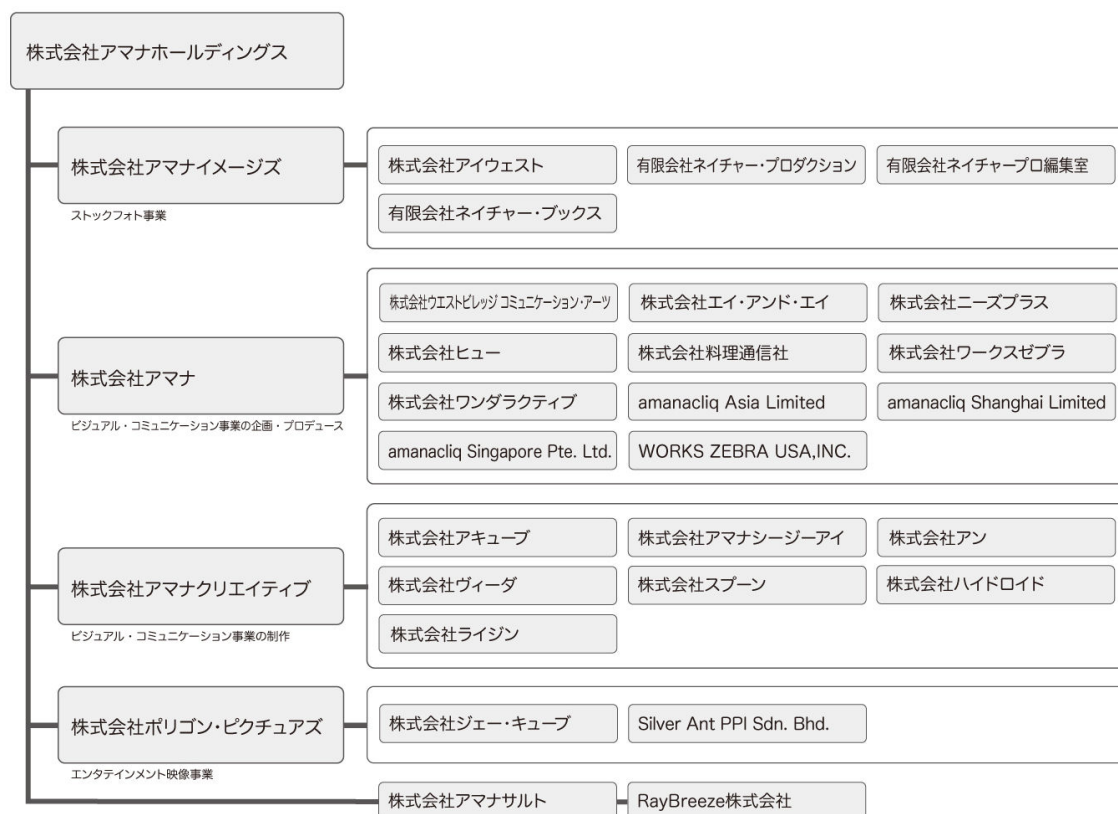 株式会社アマナホールディングス
株式会社アマナイメージズ
ストックフォト事業
株式会社アイウェスト
有限会社ネイチャー・プロダクション
有限会社ネイチャープロ編集室
有限会社ネイチャー・ブックス
株式会社アマナ
ビジュアル・コミュニケーション事業の企画・プロデュース
株式会社ウエストビレッジ コミュニケーション・アーツ
株式会社エイ・アンド・エイ
株式会社ニーズプラス
株式会社ヒュー
株式会社料理通信社
株式会社ワークスゼブラ
株式会社ワンダラクティブ
amanacliq Asia Limited
amanacliq Shanghai Limited
amanacliq Singapore Pte. Ltd.
WORKS ZEBRA USA,INC.
株式会社アマナクリエイティブ
ビジュアル・コミュニケーション事業の制作
株式会社アキューブ
株式会社アマナシージーアイ
株式会社アン
株式会社ヴィーダ
株式会社スプーン
株式会社ハイドロイド
株式会社ライジン
株式会社ポリゴン・ピクチュアズ
エンタテインメント映像事業
株式会社ジェー・キューブ
Silver Ant PPI Sdn. Bhd.
株式会社アマナサルト
RayBreeze株式会社